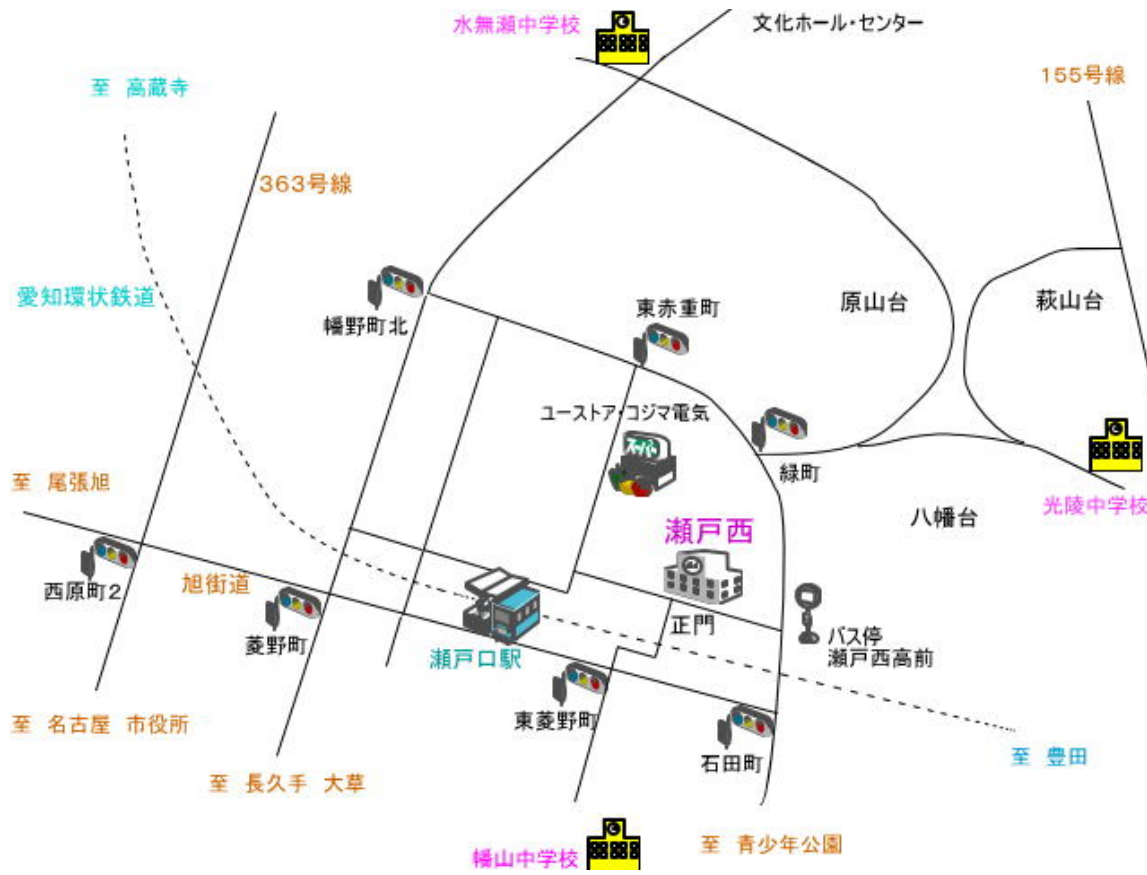 水無瀬中学校
文化ホール・センター
155号線
至 高蔵寺
363号線
愛知環状鉄道
幡野町北
東赤重町
原山台
萩山台
ユーストア・コジマ電気
スーパー
緑町
至 尾張旭
光陵中学校
八幡台
瀬戸西
西原町2
旭街道
菱野町
正門
バス停
瀬戸西高前
瀬戸口駅
東菱野町
石田町
至 名古屋 市役所
至 豊田
至 長久手 大草
幡山中学校
至 青少年公園